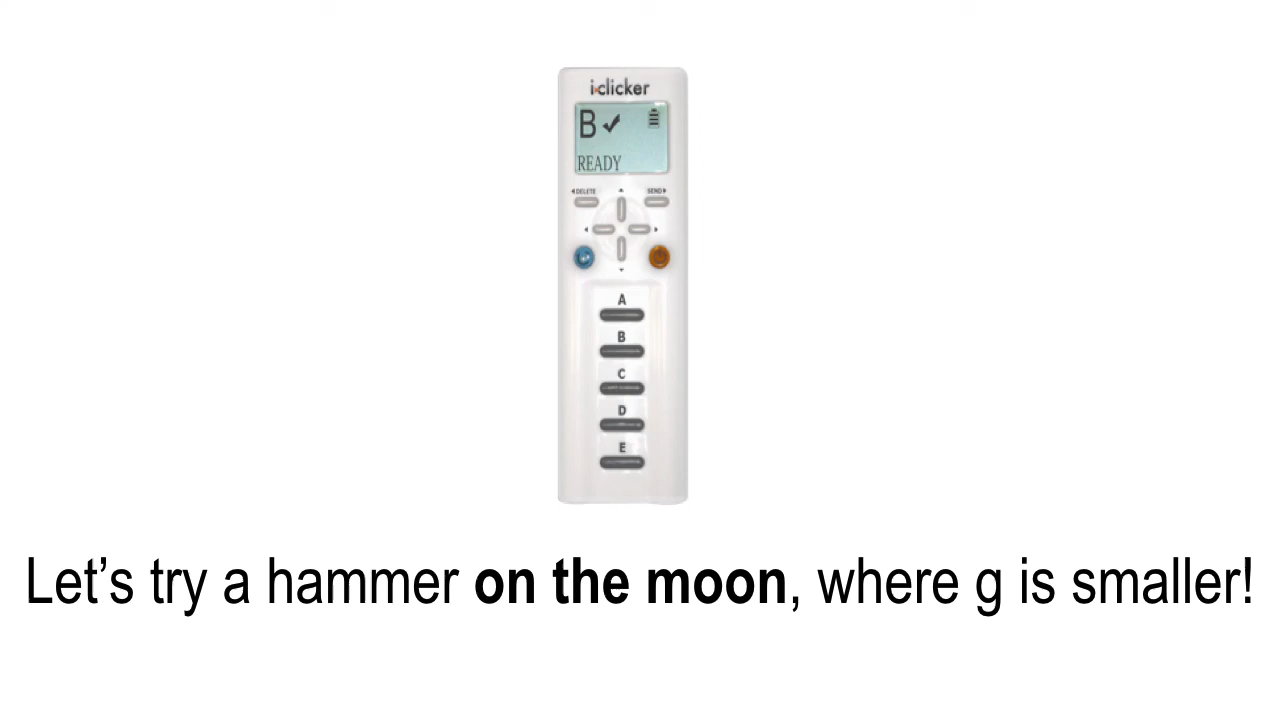 i>clicker
B✓
READY
◀DELETE ▲ SEND▶
◀ ▶
▼
A
B
C
D
E
Let’s try a hammer on the moon, where g is smaller!